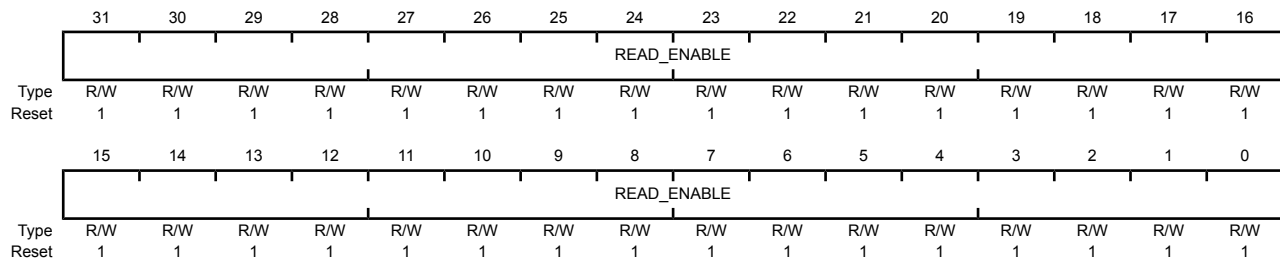 31 30 29 28 27 26 25 24 23 22 21 20 19 18 17 16
READ_ENABLE
Type R/W R/W R/W R/W R/W R/W R/W R/W R/W R/W R/W R/W R/W R/W R/W R/W
Reset 1 1 1 1 1 1 1 1 1 1 1 1 1 1 1 1
15 14 13 12 11 10 9 8 7 6 5 4 3 2 1 0
READ_ENABLE
Type R/W R/W R/W R/W R/W R/W R/W R/W R/W R/W R/W R/W R/W R/W R/W R/W
Reset 1 1 1 1 1 1 1 1 1 1 1 1 1 1 1 1